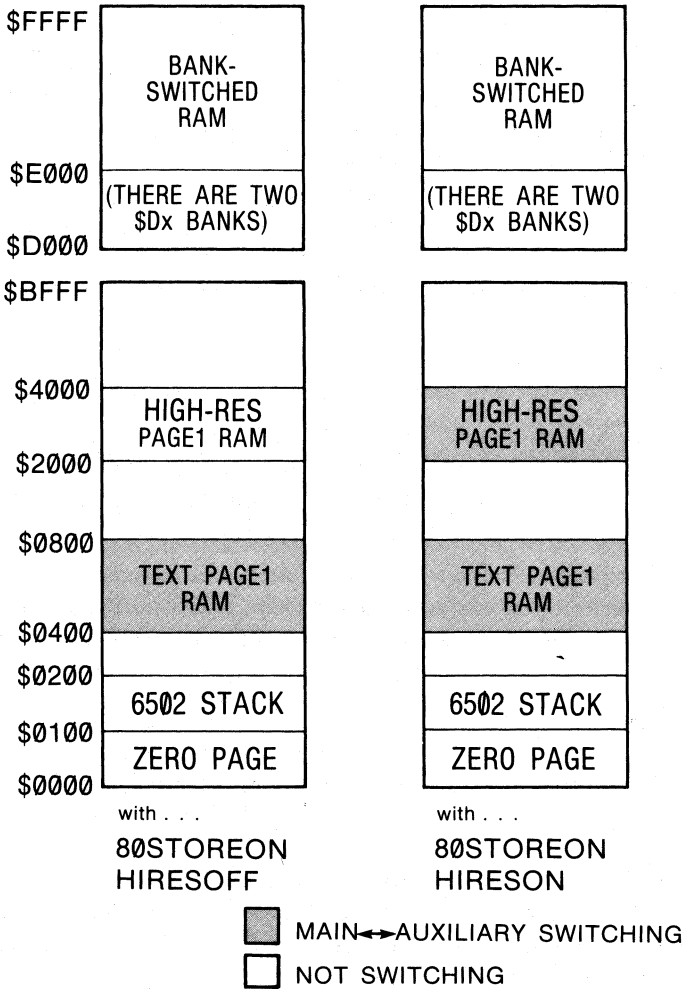 $FFFF
BANK-
SWITCHED
RAM
BANK-
SWITCHED
RAM
$E000
(THERE ARE TWO
$Dx BANKS)
(THERE ARE TWO
$Dx BANKS)
$D000
$BFFF
$4000
HIGH-RES
PAGE1 RAM
HIGH-RES
PAGE1 RAM
$2000
$0800
TEXT PAGE1
RAM
TEXT PAGE1
RAM
$0400
$0200
6502 STACK
6502 STACK
$0100
ZERO PAGE
ZERO PAGE
$0000
with . . .
80STOREON
HIRESOFF
with . . .
80STOREON
HIRESON
MAIN↔AUXILIARY SWITCHING
NOT SWITCHING